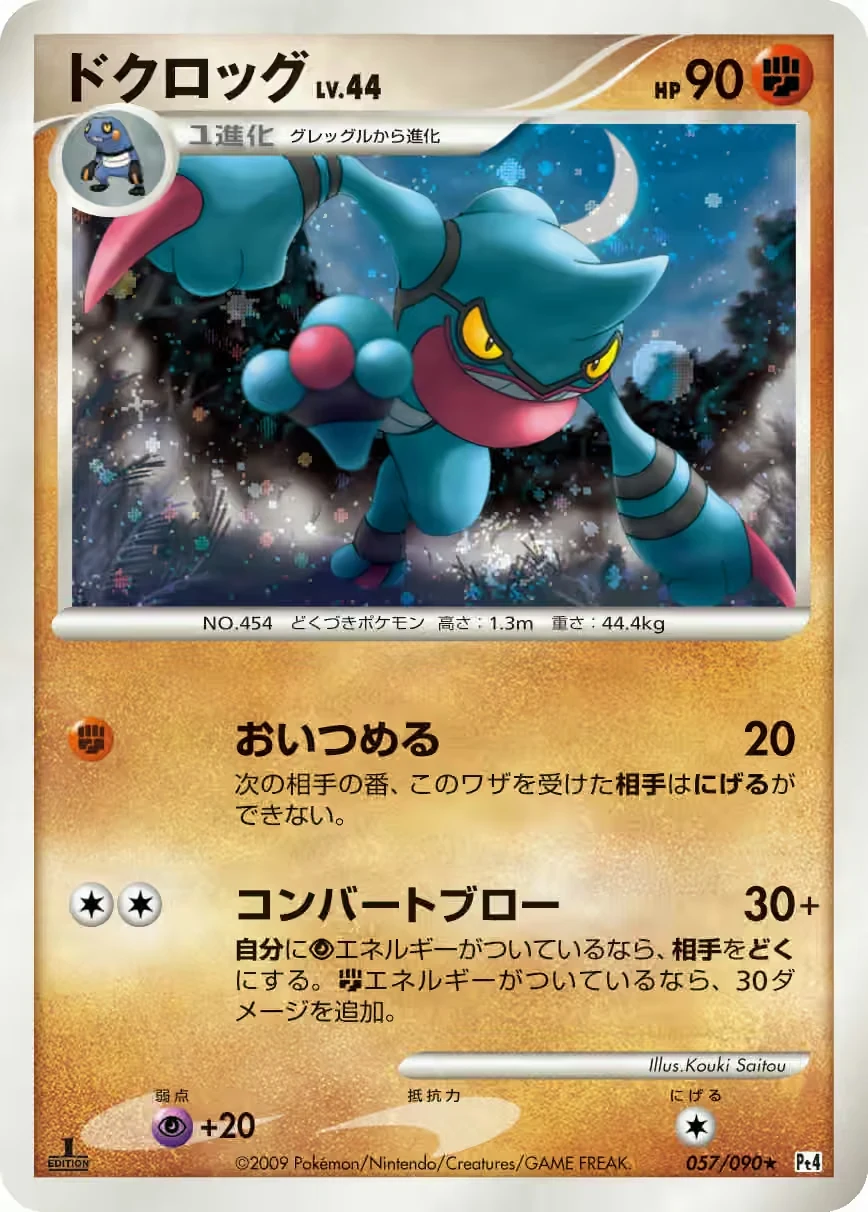 ドクロッグ LV.44
HP 90
1進化 グレッグルから進化
NO.454 どくづきポケモン 高さ：1.3m 重さ：44.4kg
おいつめる 20
次の相手の番、このワザを受けた相手はにげるが
できない。
コンバートブロー 30+
自分にエネルギーがついているなら、相手をどく
にする。エネルギーがついているなら、30ダ
メージを追加。
Illus.Kouki Saitou
弱点 抵抗力 にげる
+20
1 EDITION
©2009 Pokémon/Nintendo/Creatures/GAME FREAK.
057/090★ Pt4